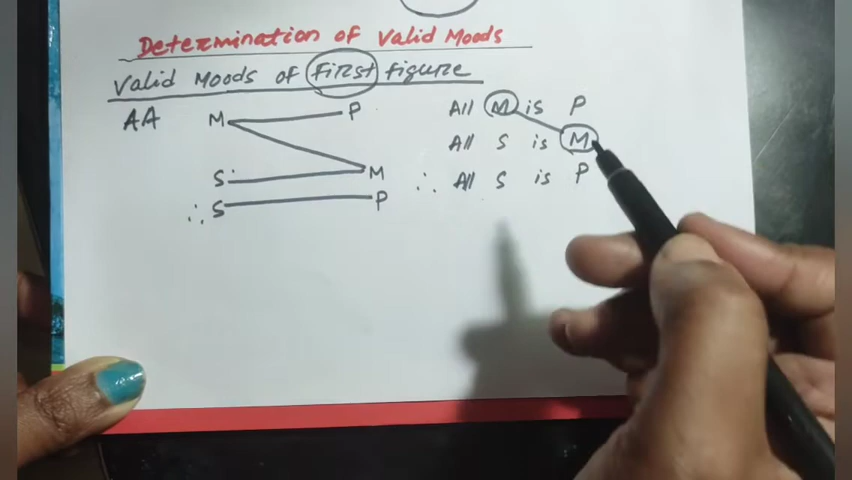 Determination of Valid Moods
Valid Moods of First figure
AA M P All M is P
S M All S is M
∴ S P ∴ All S is P